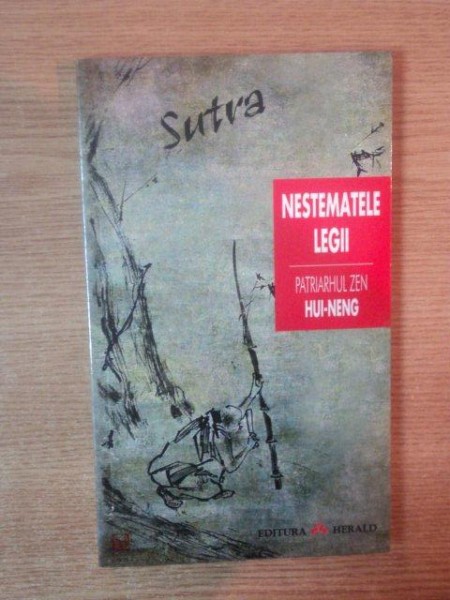 Sutra
NESTEMATELE
LEGII
PATRIARHUL ZEN
HUI-NENG
EDITURA HERALD